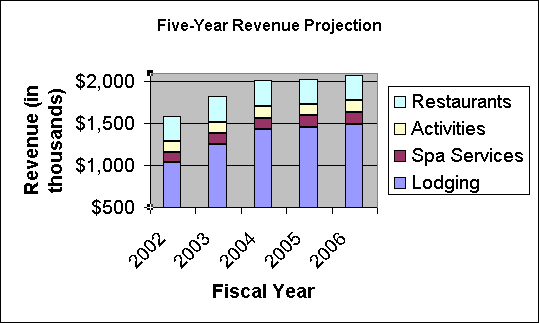 Five-Year Revenue Projection
Revenue (in
thousands)
$2,000
$1,500
$1,000
$500
2002
2003
2004
2005
2006
Fiscal Year
Restaurants
Activities
Spa Services
Lodging